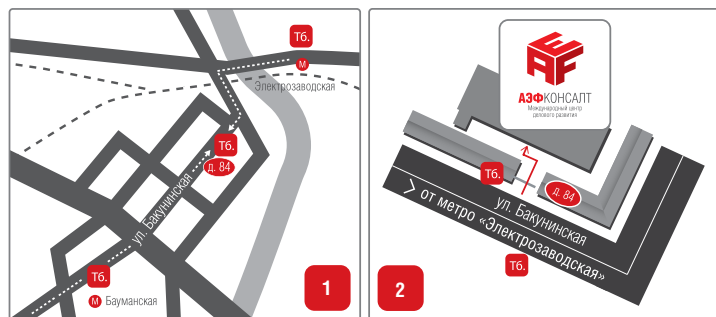 Тб.
М
Электрозаводская
Тб.
д. 84
ул. Бакунинская
Тб.
М Бауманская
1
АЗФКОНСАЛТ
Международный центр
делового развития
Тб.
д. 84
ул. Бакунинская
от метро «Электрозаводская»
Тб.
2